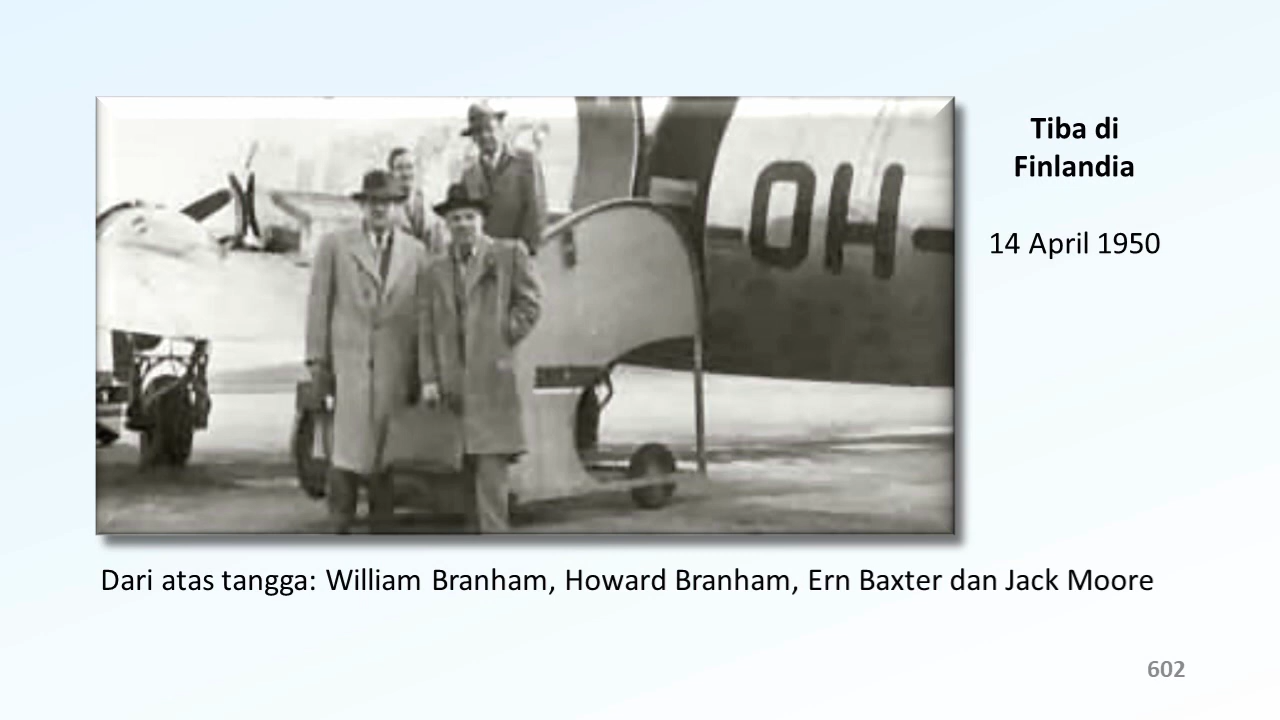 Tiba di
Finlandia
14 April 1950
OH-
Dari atas tangga: William Branham, Howard Branham, Ern Baxter dan Jack Moore
602